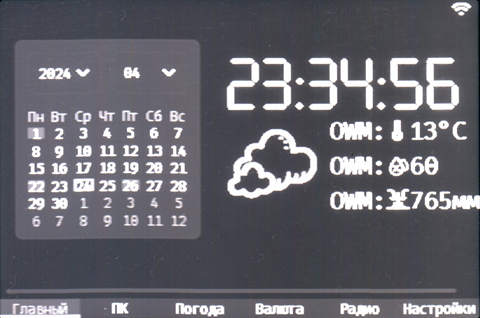 23:34:56
2024 04
Пн Вт Ср Чт Пт Сб Вс
1 2 3 4 5 6 7
8 9 10 11 12 13 14
15 16 17 18 19 20 21
22 23 24 25 26 27 28
29 30 1 2 3 4 5
6 7 8 9 10 11 12
OWM: 13°C
OWM: 60
OWM: 765мм
Главный ПК Погода Валюта Радио Настройки